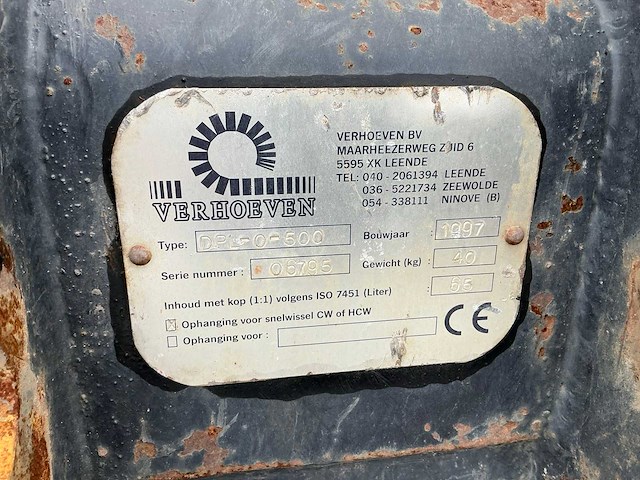 VERHOEVEN
VERHOEVEN BV
MAARHEEZERWEG ZUID 6
5595 XK LEENDE
TEL: 040 - 2061394 LEENDE
036 - 5221734 ZEEWOLDE
054 - 338111 NINOVE (B)
Type:
Bouwjaar 1997
Serie nummer : 06795
Gewicht (kg) : 40
Inhoud met kop (1:1) volgens ISO 7451 (Liter) :
Ophanging voor snelwissel CW of HCW
Ophanging voor :
CE